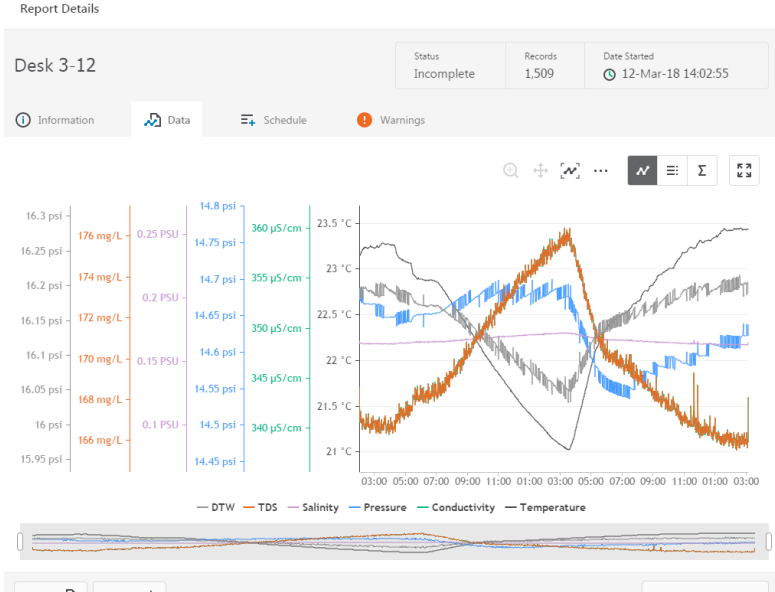 Report Details
Desk 3-12
Status
Incomplete
Records
1,509
Date Started
12-Mar-18 14:02:55
Information
Data
Schedule
Warnings
16.3 psi
16.25 psi
16.2 psi
16.15 psi
16.1 psi
16.05 psi
16 psi
15.95 psi
176 mg/L
174 mg/L
172 mg/L
170 mg/L
168 mg/L
166 mg/L
0.25 PSU
0.2 PSU
0.15 PSU
0.1 PSU
14.8 psi
14.75 psi
14.7 psi
14.65 psi
14.6 psi
14.55 psi
14.5 psi
14.45 psi
360 µS/cm
355 µS/cm
350 µS/cm
345 µS/cm
340 µS/cm
23.5 °C
23 °C
22.5 °C
22 °C
21.5 °C
21 °C
03:00 05:00 07:00 09:00 11:00 01:00 03:00 05:00 07:00 09:00 11:00 01:00 03:00
DTW TDS Salinity Pressure Conductivity Temperature